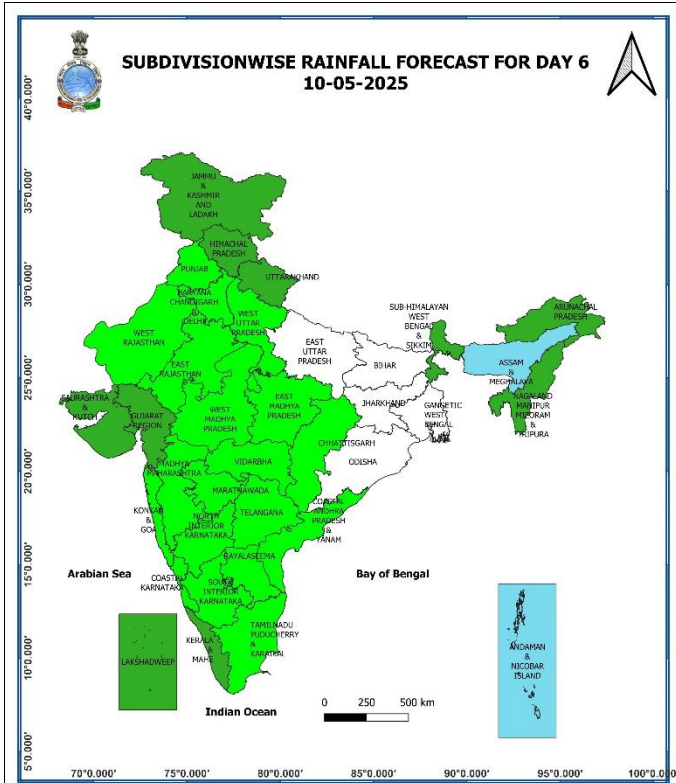 SUBDIVISIONWISE RAINFALL FORECAST FOR DAY 6
10-05-2025
40°0.000'
35°0.000'
30°0.000'
25°0.000'
20°0.000'
15°0.000'
10°0.000'
5°0.000'
JAMMU
&
KASHMIR
AND
LADAKH
HIMACHAL
PRADESH
UTTARAKHAND
PUNJAB
HARYANA
CHANDIGARH
&
DELHI
WEST
UTTAR
PRADESH
WEST
RAJASTHAN
EAST
RAJASTHAN
EAST
UTTAR
PRADESH
SUB-HIMALAYAN
WEST
BENGAL
&
SIKKIM
ARUNACHAL
PRADESH
ASSAM
&
MEGHALAYA
NAGALAND
MANIPUR
MIZORAM
&
TRIPURA
BIHAR
JHARKHAND
GANGETIC
WEST
BENGAL
SAURASHTRA
&
KUTCH
GUJARAT
REGION
WEST
MADHYA
PRADESH
EAST
MADHYA
PRADESH
CHHATTISGARH
ODISHA
MADHYA
MAHARASHTRA
VIDARBHA
MARATHAWADA
TELANGANA
COASTAL
ANDHRA
PRADESH
&
YANAM
KONKAN
&
GOA
NORTH
INTERIOR
KARNATAKA
RAYALASEEMA
COASTAL
KARNATAKA
SOUTH
INTERIOR
KARNATAKA
TAMILNADU
PUDUCHERRY
&
KARAIKAL
KERALA
&
MAHE
LAKSHADWEEP
ANDAMAN
&
NICOBAR
ISLAND
Arabian Sea
Bay of Bengal
Indian Ocean
0 250 500 km
70°0.000' 75°0.000' 80°0.000' 85°0.000' 90°0.000' 95°0.000' 100°0.000'